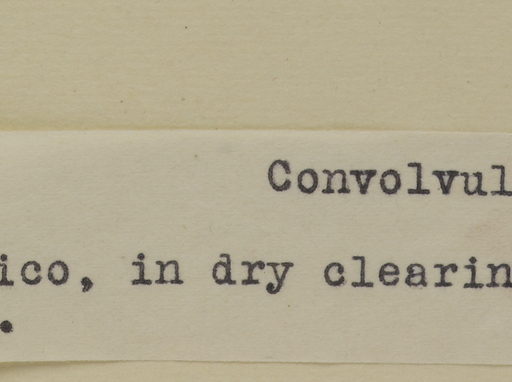 Convolvul
ico, in dry clearin
.